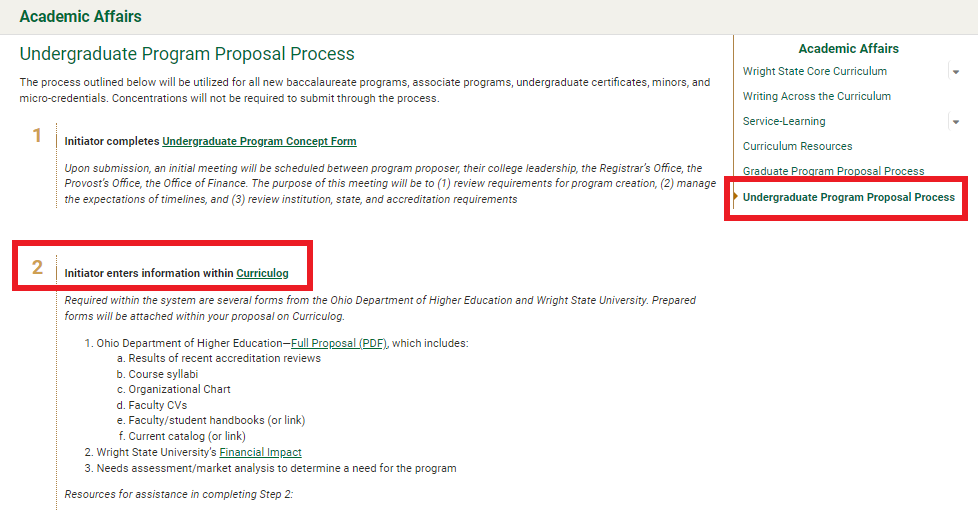 Academic Affairs
Undergraduate Program Proposal Process
The process outlined below will be utilized for all new baccalaureate programs, associate programs, undergraduate certificates, minors, and
micro-credentials. Concentrations will not be required to submit through the process.
1
Initiator completes Undergraduate Program Concept Form
Upon submission, an initial meeting will be scheduled between program proposer, their college leadership, the Registrar's Office, the
Provost's Office, the Office of Finance. The purpose of this meeting will be to (1) review requirements for program creation, (2) manage
the expectations of timelines, and (3) review institution, state, and accreditation requirements
2
Initiator enters information within Curriculog
Required within the system are several forms from the Ohio Department of Higher Education and Wright State University. Prepared
forms will be attached within your proposal on Curriculog.
1. Ohio Department of Higher Education—Full Proposal (PDF), which includes:
a. Results of recent accreditation reviews
b. Course syllabi
c. Organizational Chart
d. Faculty CVs
e. Faculty/student handbooks (or link)
f. Current catalog (or link)
2. Wright State University's Financial Impact
3. Needs assessment/market analysis to determine a need for the program
Resources for assistance in completing Step 2:
Academic Affairs
Wright State Core Curriculum
Writing Across the Curriculum
Service-Learning
Curriculum Resources
Graduate Program Proposal Process
Undergraduate Program Proposal Process